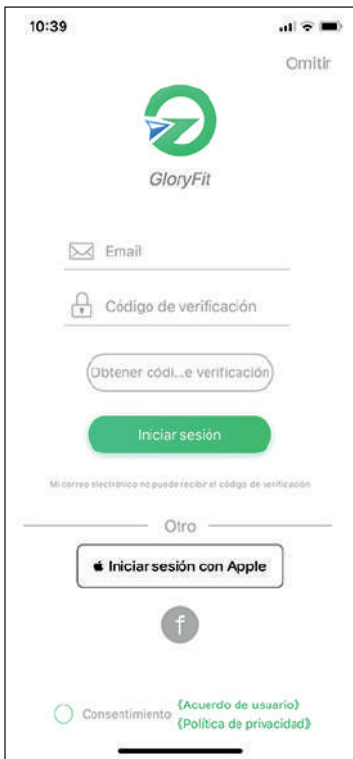 10:39
Omitir
GloryFit
Email
Código de verificación
Obtener códi...e verificación
Iniciar sesión
Mi correo electrónico no puede recibir el código de verificación
Otro
Iniciar sesión con Apple
f
Consentimiento 《Acuerdo de usuario》
《Política de privacidad》